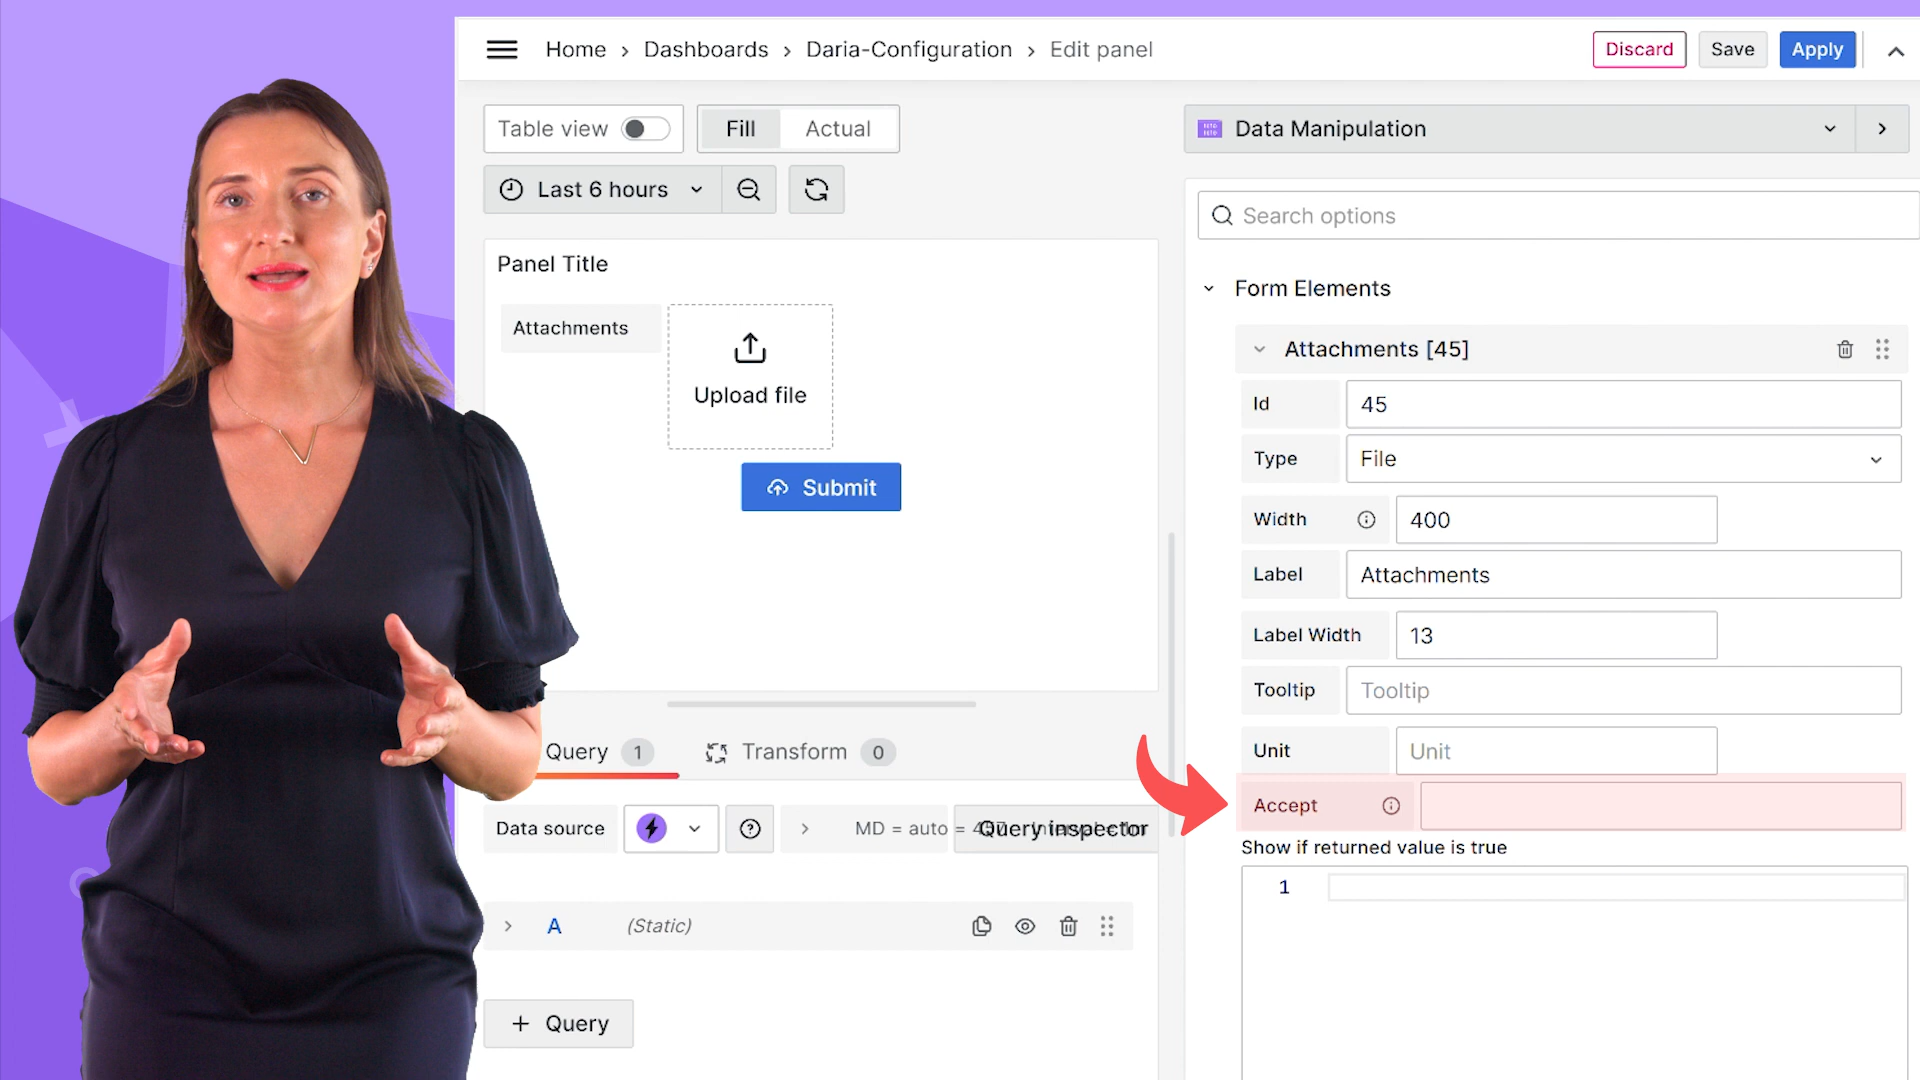 Home › Dashboards › Daria-Configuration › Edit panel
Discard Save Apply
Table view Fill Actual
Last 6 hours
Panel Title
Attachments
Upload file
Submit
Query 1 Transform 0
Data source MD = auto = 457 Query inspector
A (Static)
+ Query
Data Manipulation
Search options
Form Elements
Attachments [45]
Id 45
Type File
Width 400
Label Attachments
Label Width 13
Tooltip Tooltip
Unit Unit
Accept
Show if returned value is true
1